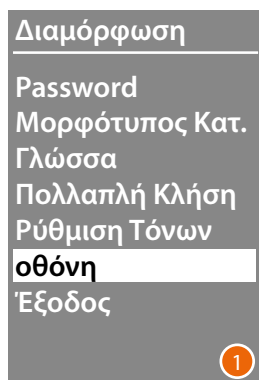 Διαμόρφωση
Password
Μορφότυπος Κατ.
Γλώσσα
Πολλαπλή Κλήση
Ρύθμιση Τόνων
οθόνη
Έξοδος
1